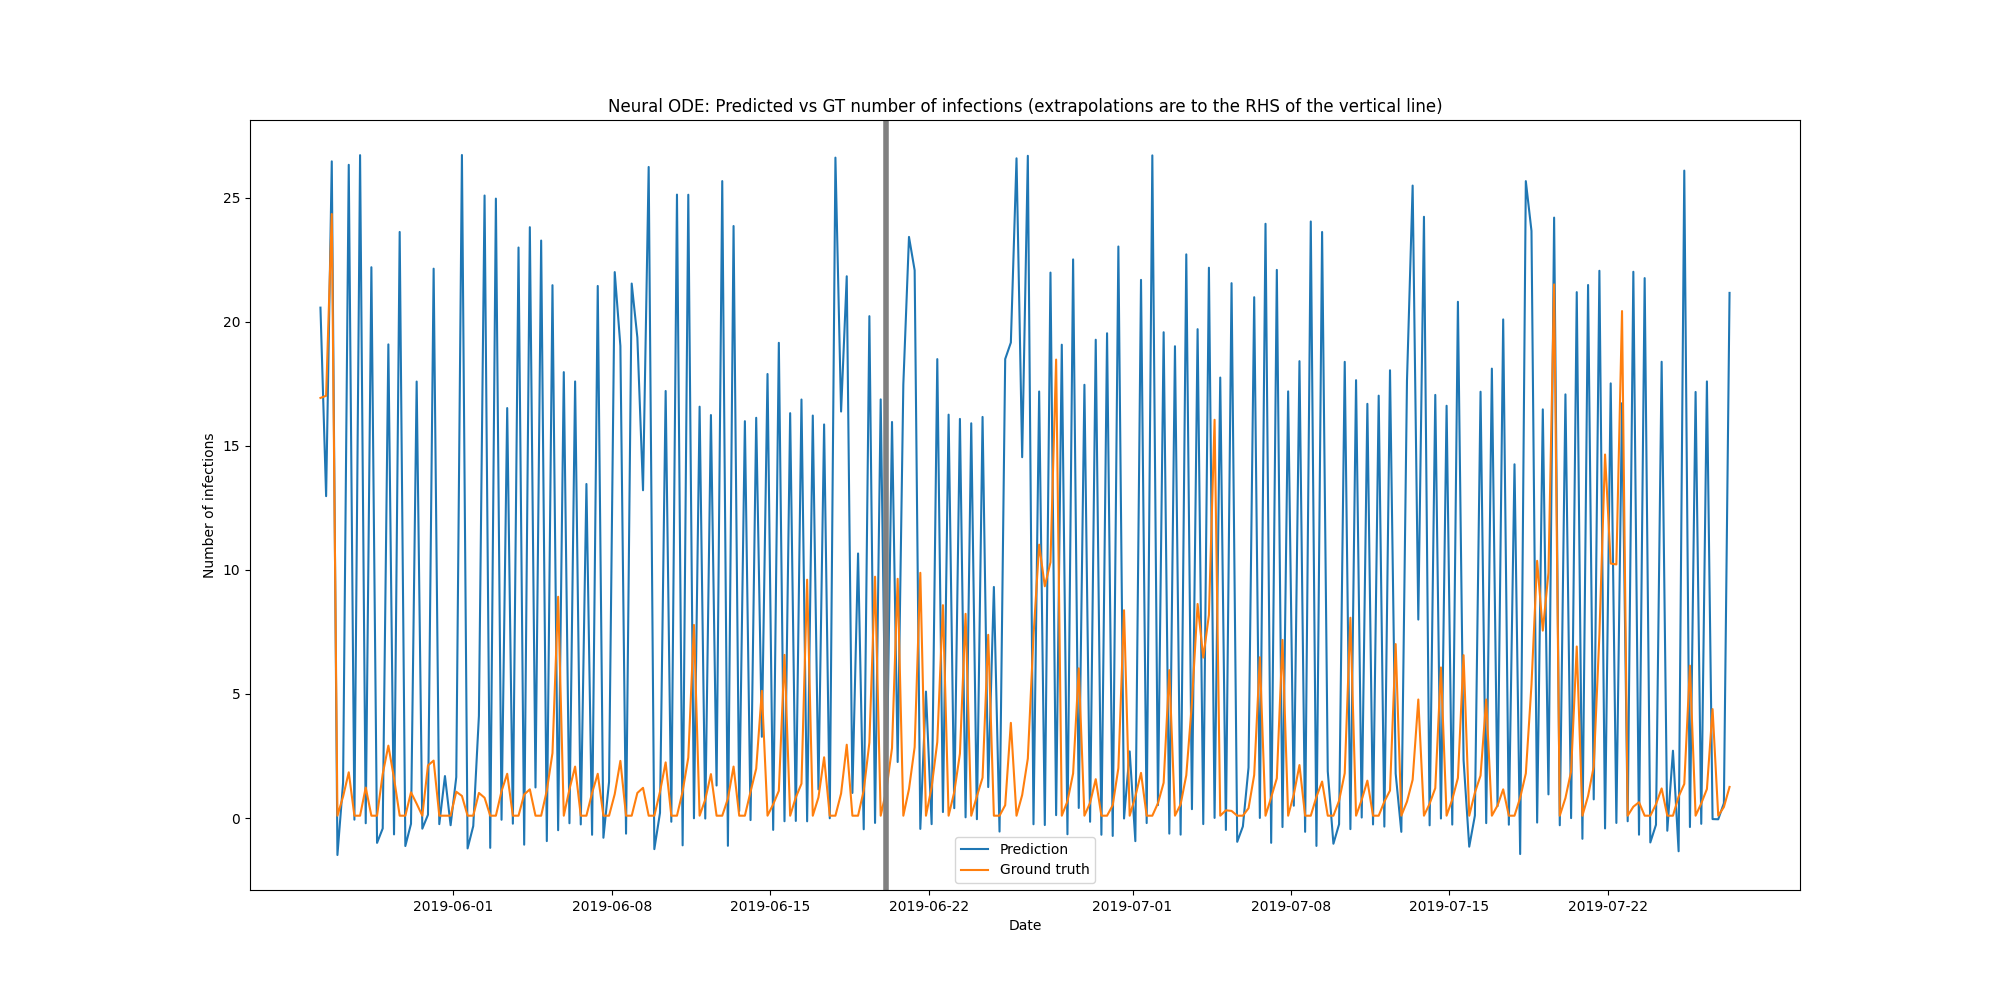 Neural ODE: Predicted vs GT number of infections (extrapolations are to the RHS of the vertical line)
Number of infections
25
20
15
10
5
0
Prediction
Ground truth
2019-06-01
2019-06-08
2019-06-15
2019-06-22
2019-07-01
2019-07-08
2019-07-15
2019-07-22
Date